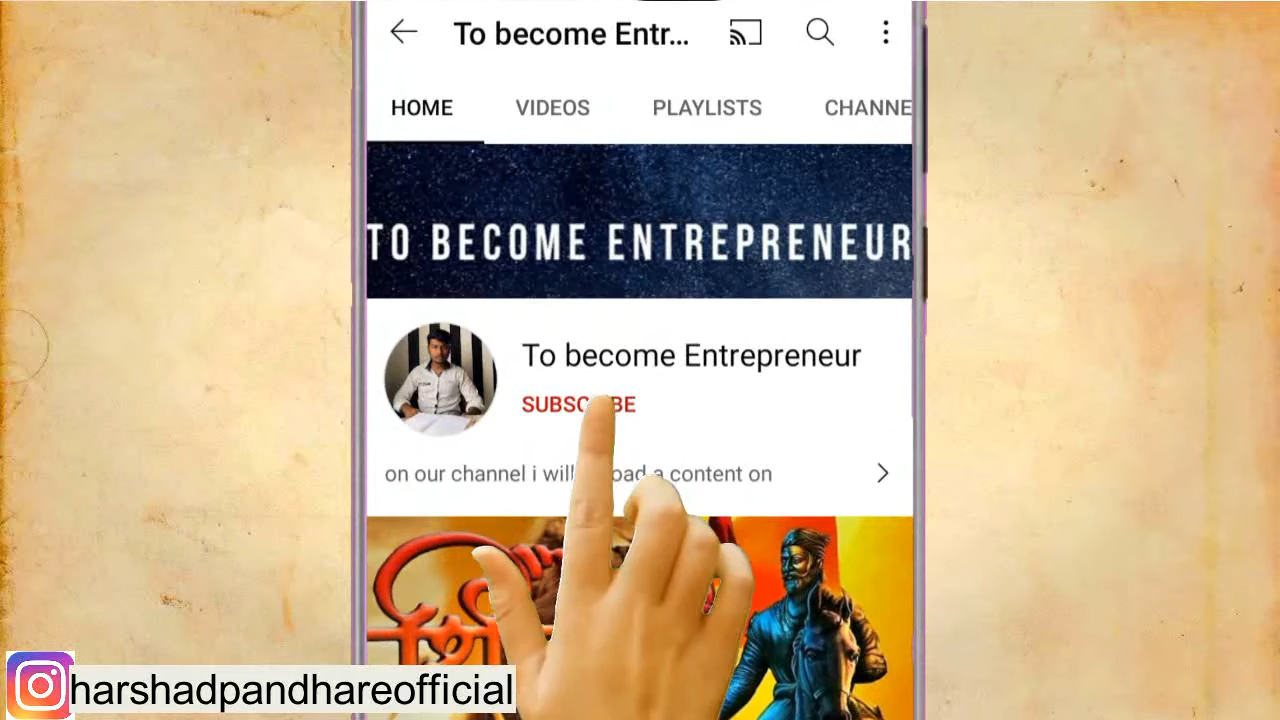 To become Entr...
HOME VIDEOS PLAYLISTS CHANNE
TO BECOME ENTREPRENEUR
To become Entrepreneur
SUBSC BE
on our channel i will oad a content on
harshadpandhareofficial